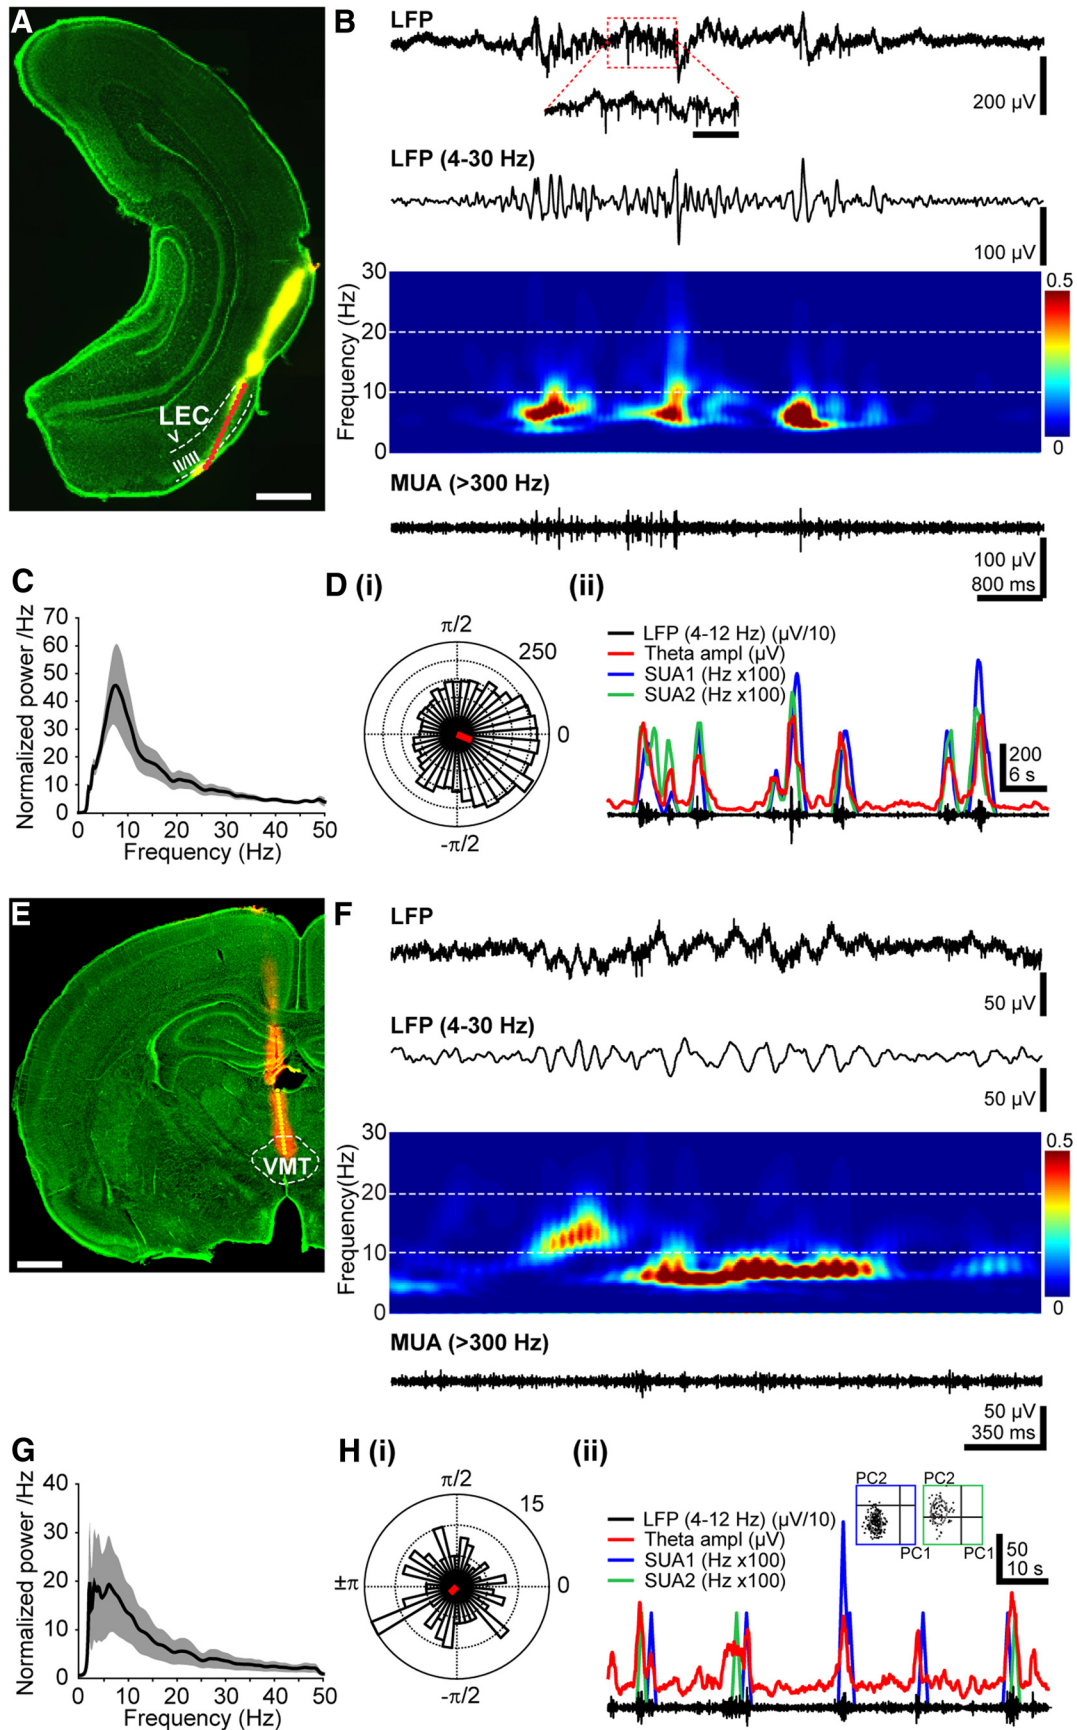 A
LEC
V
II/III
B
LFP
200 µV
LFP (4-30 Hz)
100 µV
30
20
10
0
Frequency (Hz)
0.5
0
MUA (>300 Hz)
100 µV
800 ms
C
70
60
50
40
30
20
10
0
Normalized power /Hz
0 10 20 30 40 50
Frequency (Hz)
D (i)
π/2
250
0
-π/2
(ii)
LFP (4-12 Hz) (µV/10)
Theta ampl (µV)
SUA1 (Hz x100)
SUA2 (Hz x100)
200
6 s
E
VMT
F
LFP
50 µV
LFP (4-30 Hz)
50 µV
30
20
10
0
Frequency(Hz)
0.5
0
MUA (>300 Hz)
50 µV
350 ms
G
40
30
20
10
0
Normalized power /Hz
0 10 20 30 40 50
Frequency (Hz)
H (i)
π/2
15
±π
0
-π/2
(ii)
LFP (4-12 Hz) (µV/10)
Theta ampl (µV)
SUA1 (Hz x100)
SUA2 (Hz x100)
PC2
PC1
PC2
PC1
50
10 s